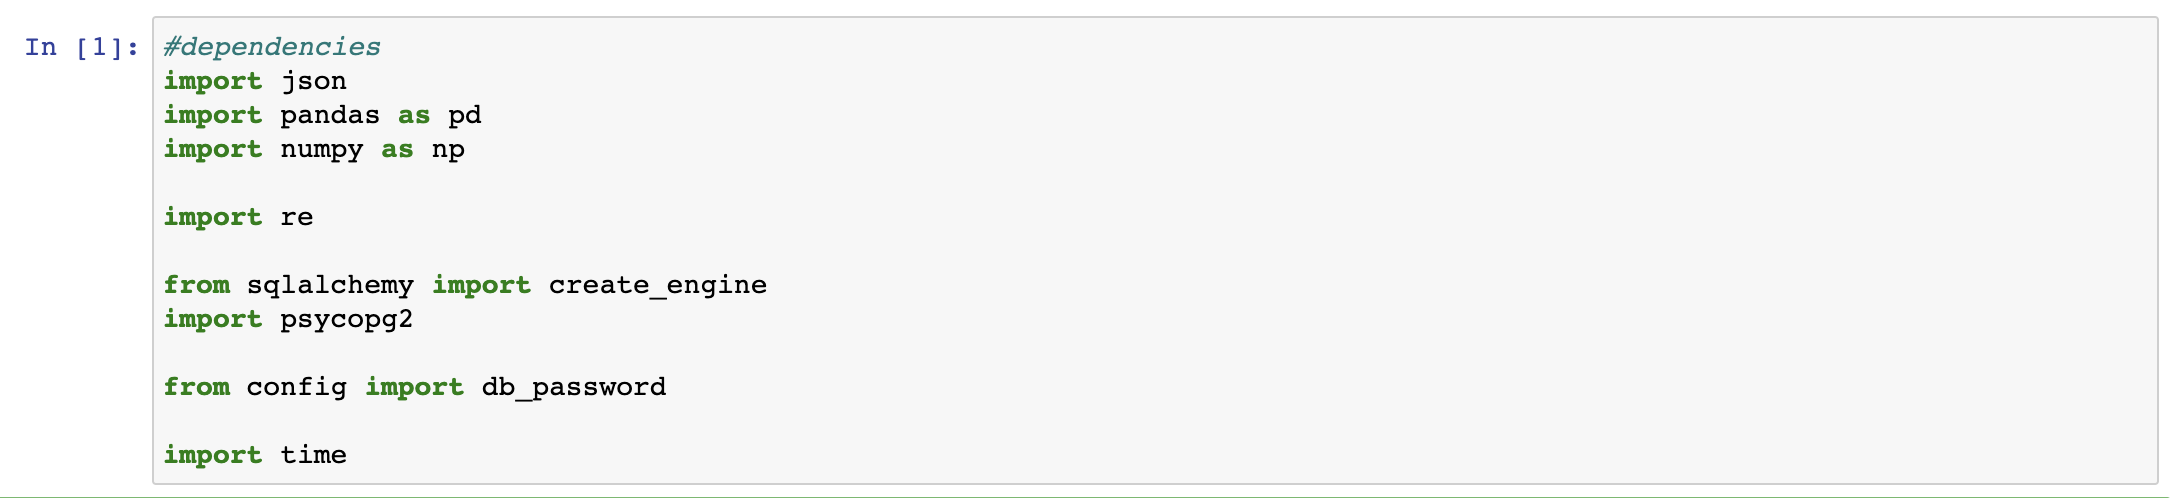 In [1]: #dependencies
import json
import pandas as pd
import numpy as np
import re
from sqlalchemy import create_engine
import psycopg2
from config import db_password
import time